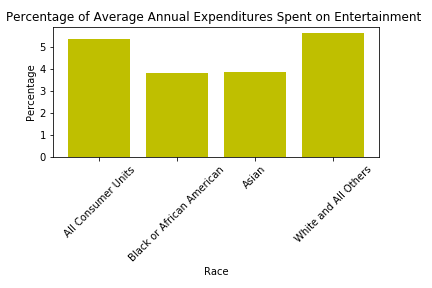 Percentage of Average Annual Expenditures Spent on Entertainment
Percentage
5
4
3
2
1
0
All Consumer Units
Black or African American
Asian
White and All Others
Race